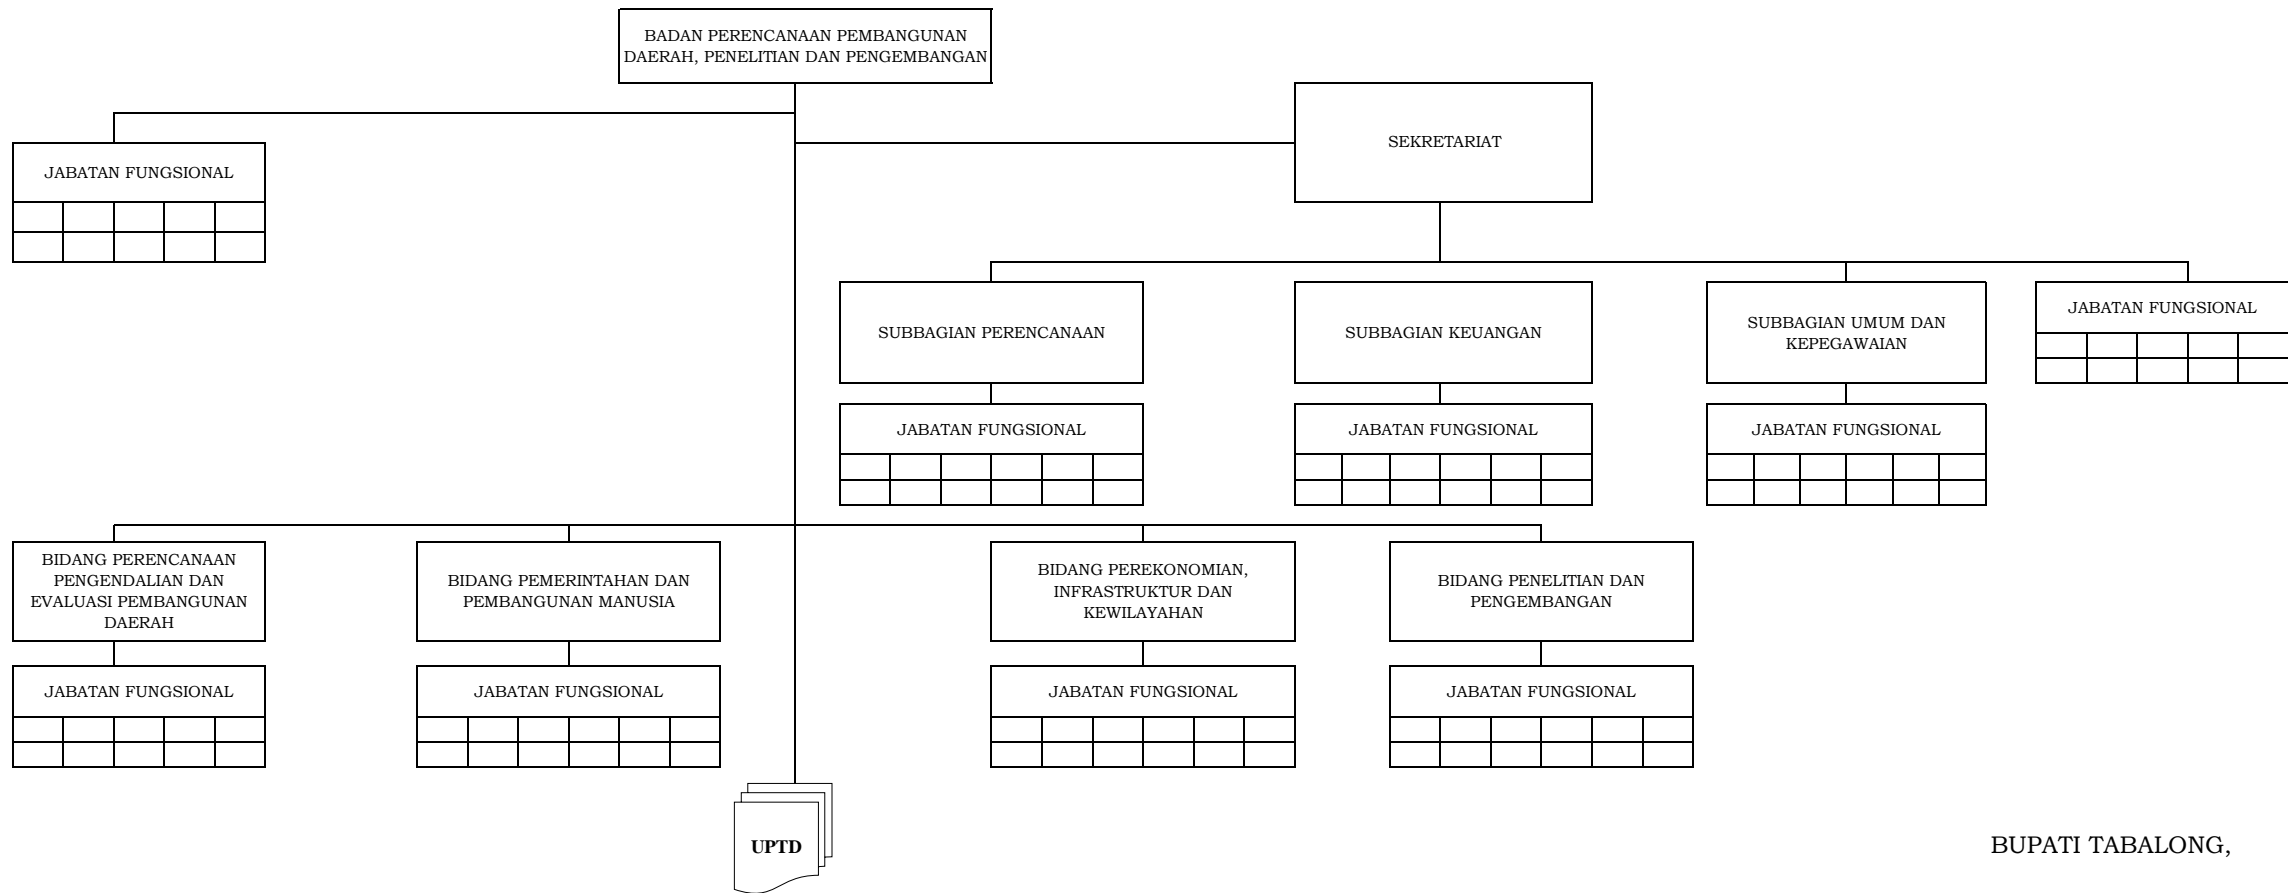 BADAN PERENCANAAN PEMBANGUNAN
DAERAH, PENELITIAN DAN PENGEMBANGAN
SEKRETARIAT
JABATAN FUNGSIONAL
SUBBAGIAN PERENCANAAN
SUBBAGIAN KEUANGAN
SUBBAGIAN UMUM DAN
KEPEGAWAIAN
JABATAN FUNGSIONAL
JABATAN FUNGSIONAL
JABATAN FUNGSIONAL
JABATAN FUNGSIONAL
BIDANG PERENCANAAN
PENGENDALIAN DAN
EVALUASI PEMBANGUNAN
DAERAH
BIDANG PEMERINTAHAN DAN
PEMBANGUNAN MANUSIA
BIDANG PEREKONOMIAN,
INFRASTRUKTUR DAN
KEWILAYAHAN
BIDANG PENELITIAN DAN
PENGEMBANGAN
JABATAN FUNGSIONAL
JABATAN FUNGSIONAL
JABATAN FUNGSIONAL
JABATAN FUNGSIONAL
UPTD
BUPATI TABALONG,